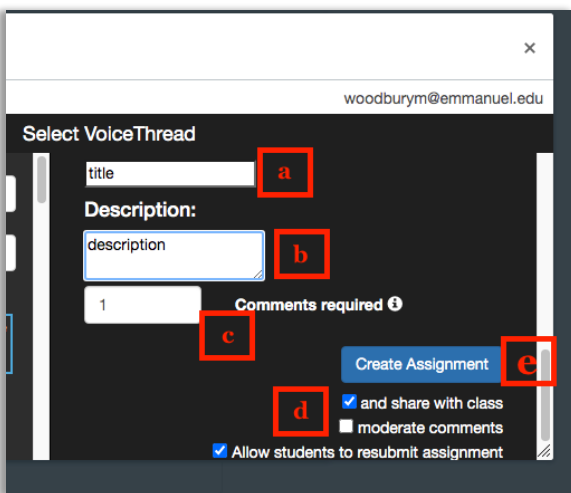 ×
woodburym@emmanuel.edu
Select VoiceThread
title a
Description:
description b
1 Comments required
c
Create Assignment e
d and share with class
moderate comments
Allow students to resubmit assignment